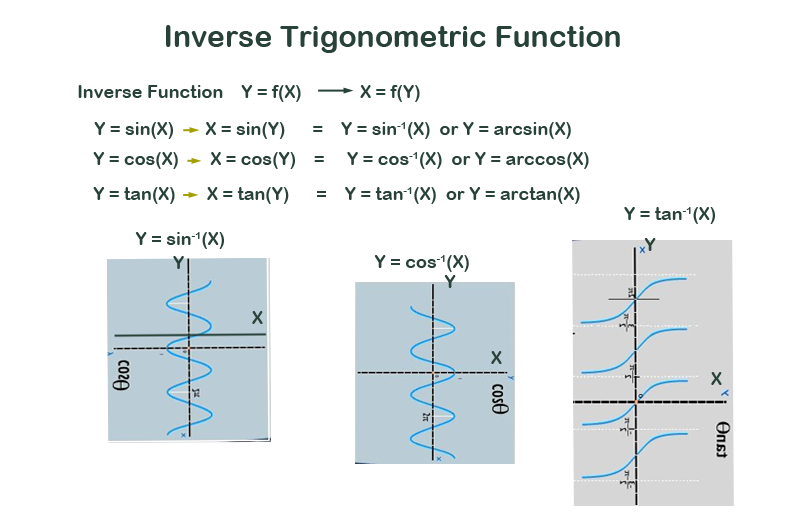 Inverse Trigonometric Function
Inverse Function Y = f(X) → X = f(Y)
Y = sin(X) → X = sin(Y) = Y = sin⁻¹(X) or Y = arcsin(X)
Y = cos(X) → X = cos(Y) = Y = cos⁻¹(X) or Y = arccos(X)
Y = tan(X) → X = tan(Y) = Y = tan⁻¹(X) or Y = arctan(X)
Y = tan⁻¹(X)
Y = sin⁻¹(X)
Y = cos⁻¹(X)
Y
X
cosθ
X
Y
X
cosθ
2π
X
Y
X
X
Y
tanθ